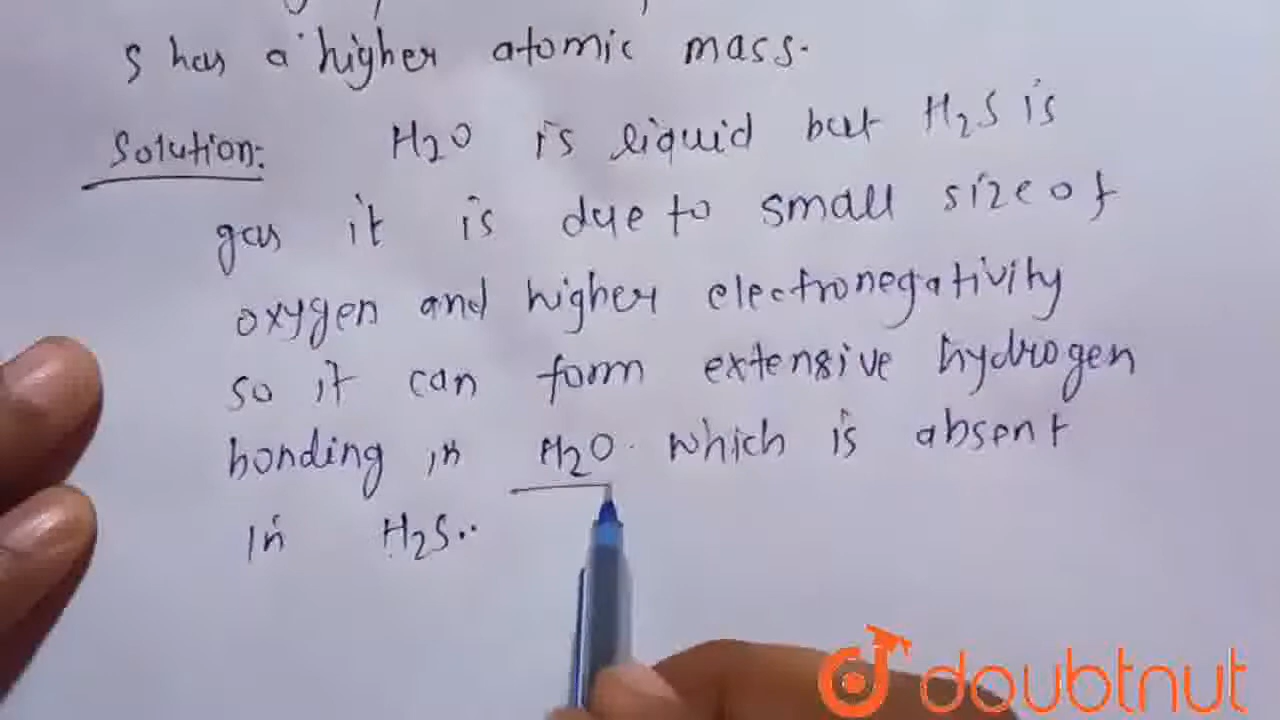 S has a higher atomic mass.
Solution: H2O is liquid but H2S is
gas it is due to small size of
oxygen and higher electronegativity
so it can form extensive hydrogen
bonding in H2O. which is absent
in H2S..
doubtnut